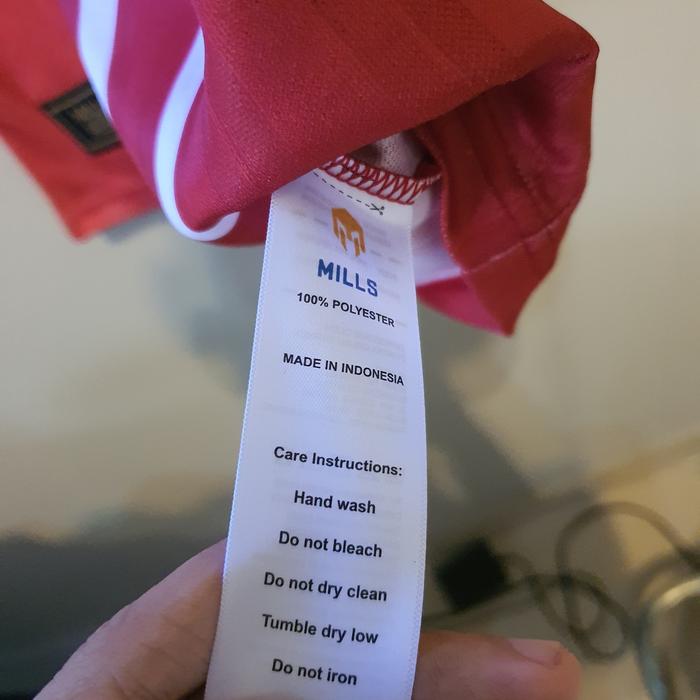 MILLS
100% POLYESTER
MADE IN INDONESIA
Care Instructions:
Hand wash
Do not bleach
Do not dry clean
Tumble dry low
Do not iron